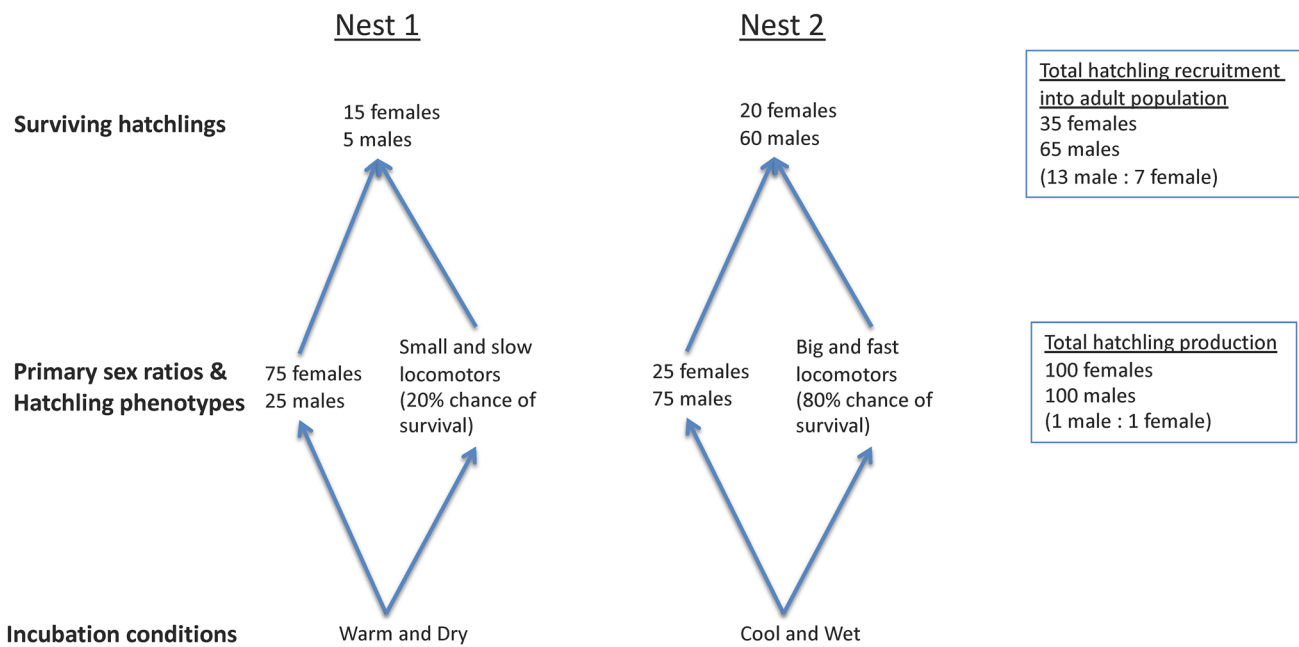 Nest 1
Nest 2
Surviving hatchlings
15 females
5 males
20 females
60 males
Total hatchling recruitment
into adult population
35 females
65 males
(13 male : 7 female)
Primary sex ratios &
Hatchling phenotypes
75 females
25 males
Small and slow
locomotors
(20% chance of
survival)
25 females
75 males
Big and fast
locomotors
(80% chance of
survival)
Total hatchling production
100 females
100 males
(1 male : 1 female)
Incubation conditions
Warm and Dry
Cool and Wet